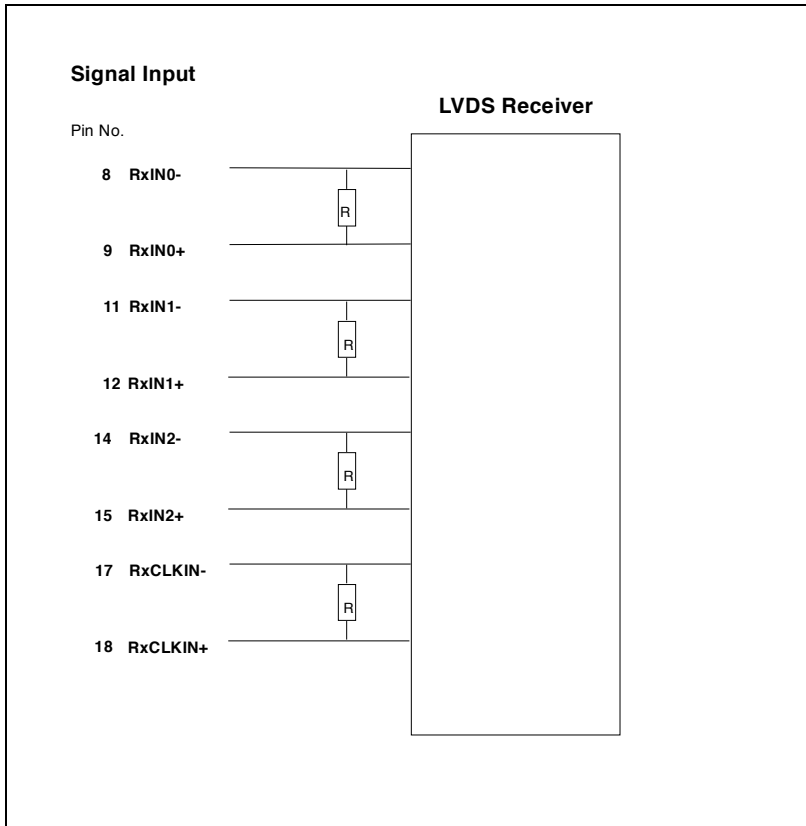 Signal Input
LVDS Receiver
Pin No.
8 RxIN0-
R
9 RxIN0+
11 RxIN1-
R
12 RxIN1+
14 RxIN2-
R
15 RxIN2+
17 RxCLKIN-
R
18 RxCLKIN+